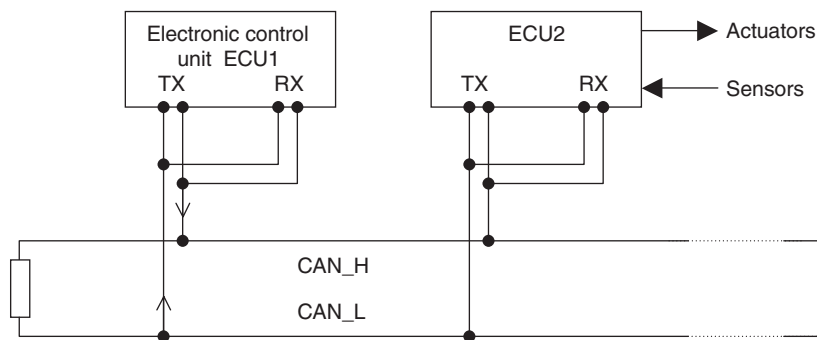 Electronic control
unit ECU1
TX RX
ECU2
TX RX
Actuators
Sensors
CAN_H
CAN_L